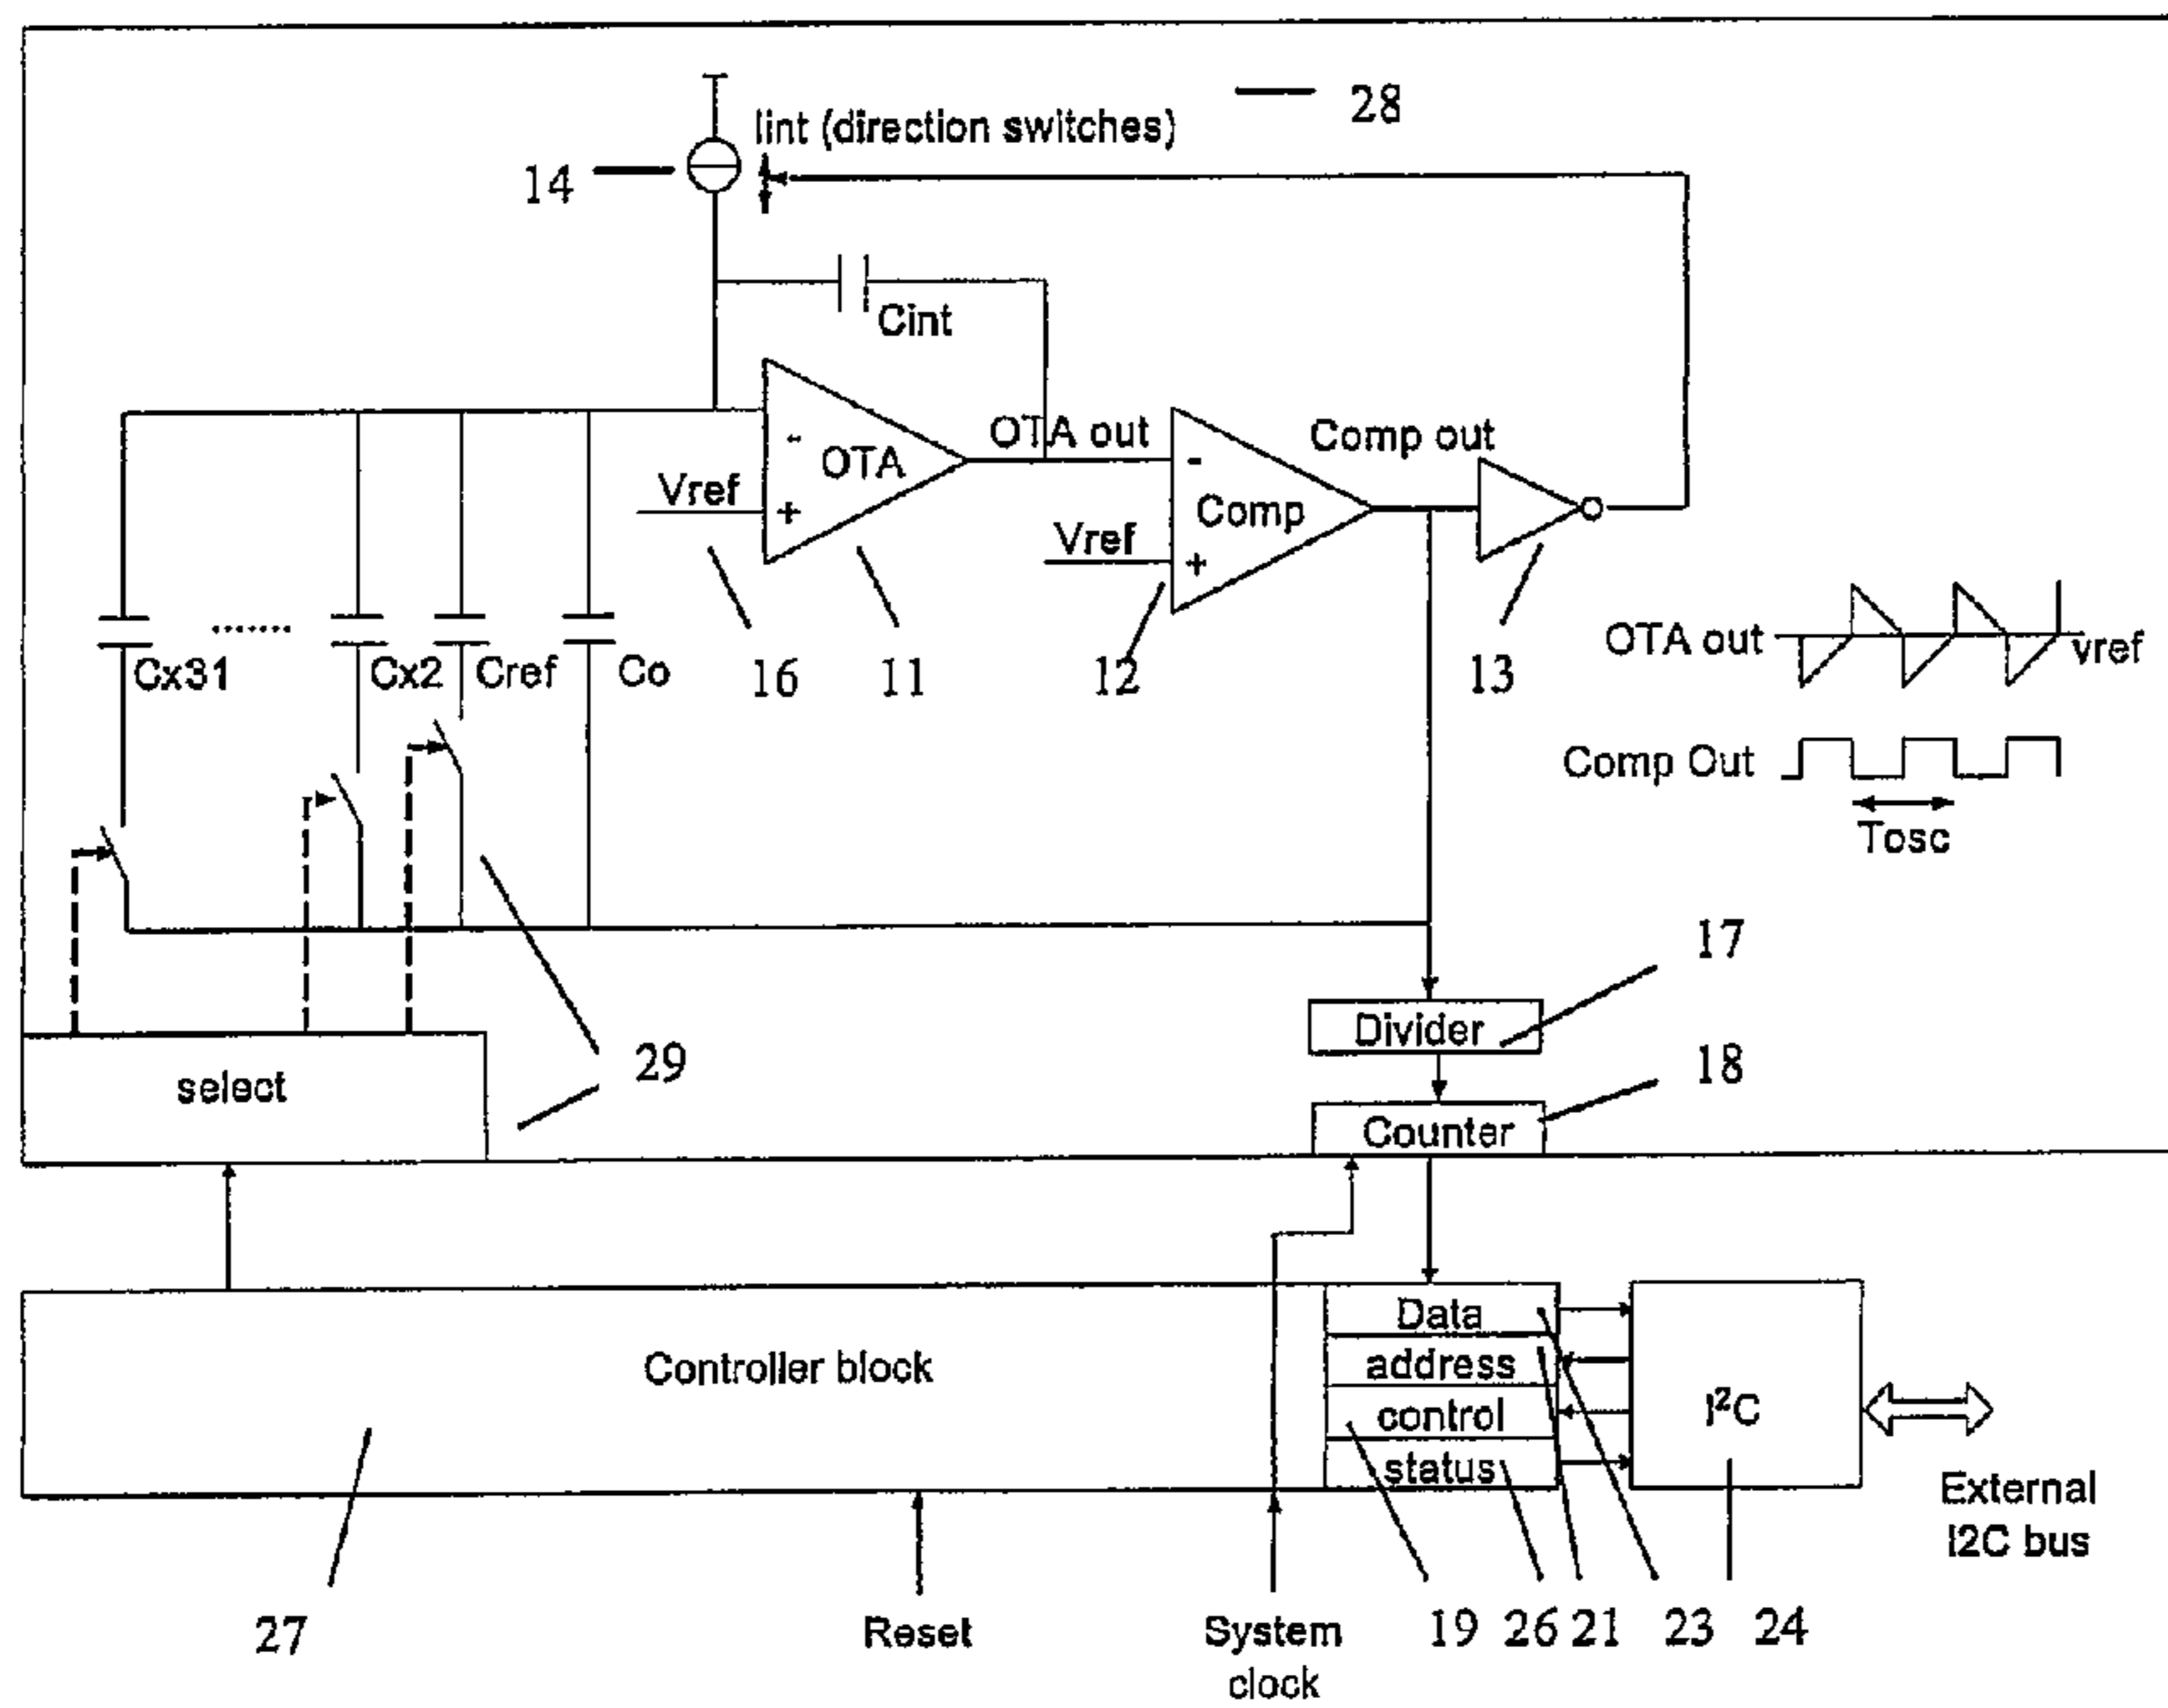 28
Iint (direction switches)
14
Cint
OTA out
Comp out
-
OTA
-
Vref
+
Comp
Vref
+
Cx31
.......
Cx2
Cref
Co
16
11
12
13
OTA out
vref
Comp Out
Tosc
17
Divider
29
18
select
Counter
Data
Controller block
address
I²C
control
status
External
I2C bus
27
Reset
System
clock
19
26
21
23
24